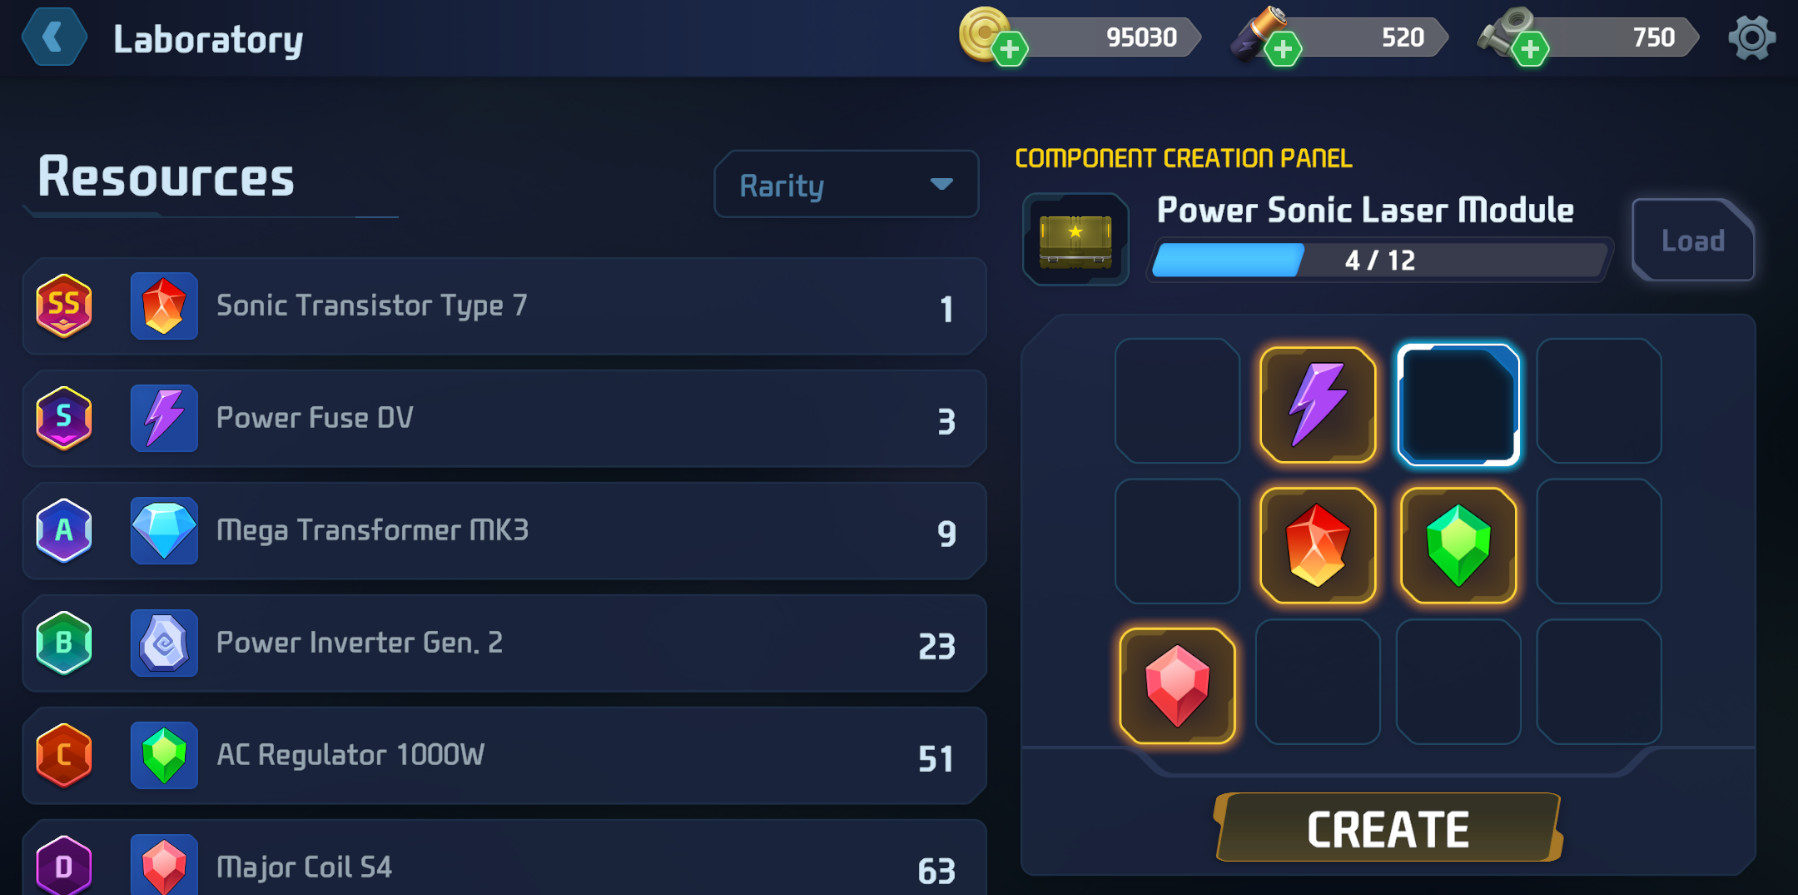 Laboratory
95030
520
750
Resources
Rarity
SS
Sonic Transistor Type 7
1
S
Power Fuse DV
3
A
Mega Transformer MK3
9
B
Power Inverter Gen. 2
23
C
AC Regulator 1000W
51
D
Major Coil S4
63
COMPONENT CREATION PANEL
Power Sonic Laser Module
4 / 12
Load
CREATE